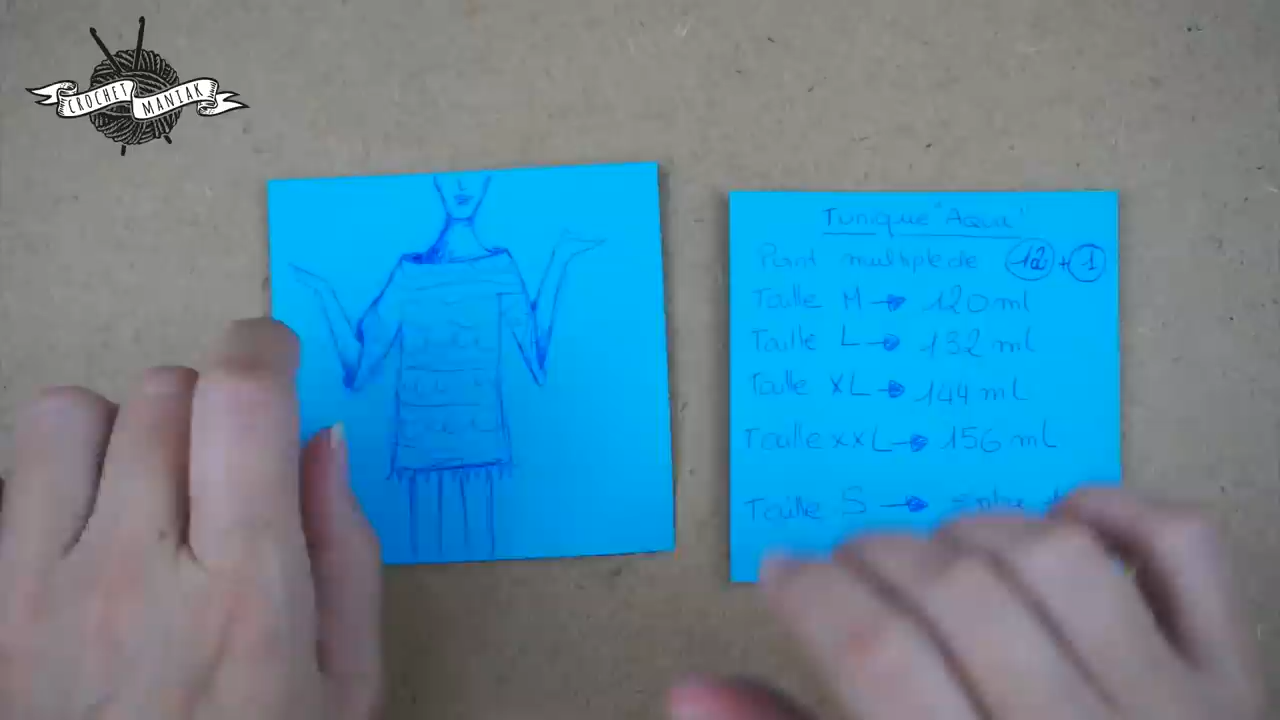 CROCHET MANIAK
Tunique "Aqua"
Point multiple de 12 + 1
Taille M → 120 ml
Taille L → 132 ml
Taille XL → 144 ml
Taille XXL → 156 ml
Taille S → Entre